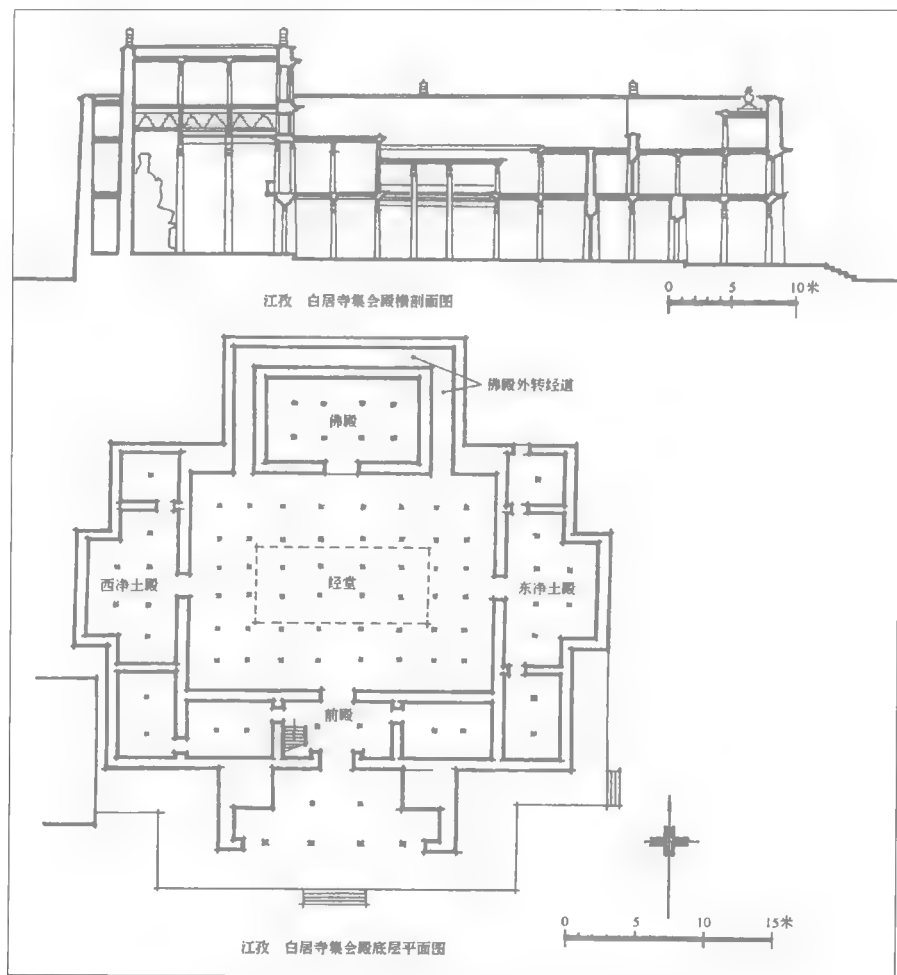 江孜 白居寺集会殿横剖面图
0 5 10米
佛殿外转经道
佛殿
西净土殿
经堂
东净土殿
前殿
0 5 10 15米
江孜 白居寺集会殿底层平面图